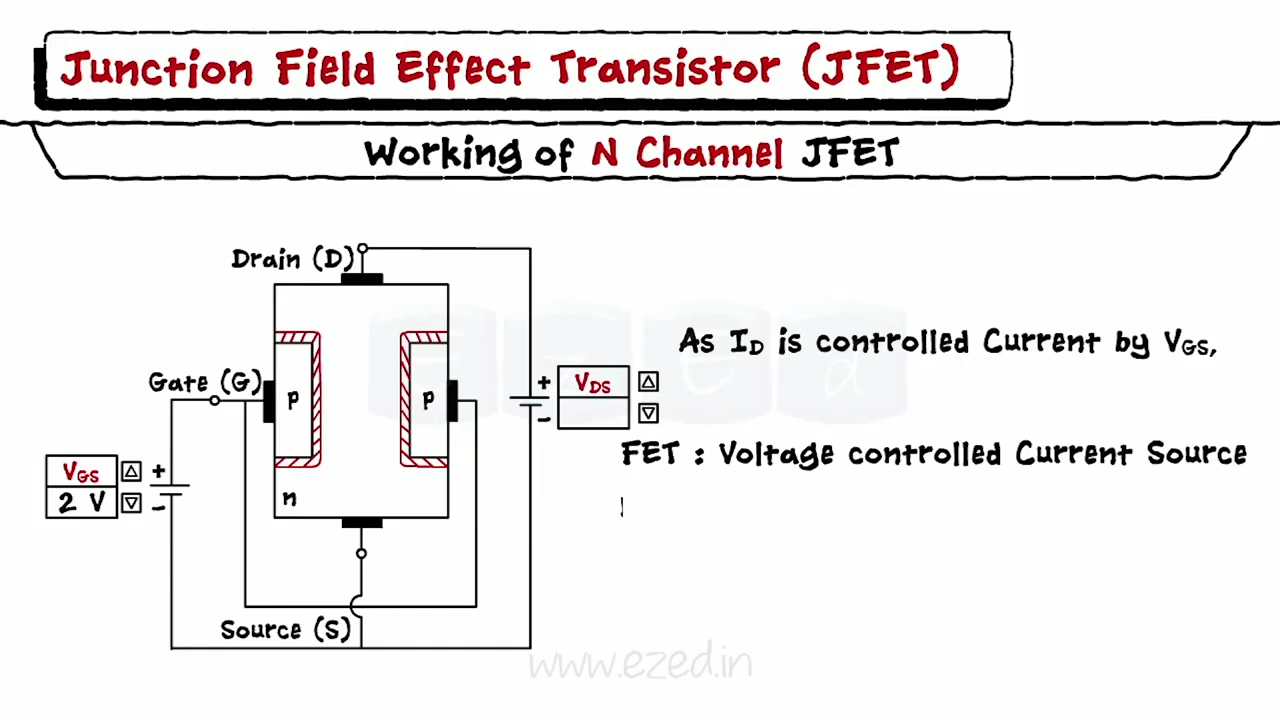 Junction Field Effect Transistor (JFET)
Working of N Channel JFET
Drain (D)
Gate (G)
p
p
n
+
-
VDS
+
-
VGS
2 V
Source (S)
As ID is controlled Current by VGS,
FET : Voltage controlled Current Source
EzEd
www.ezed.in